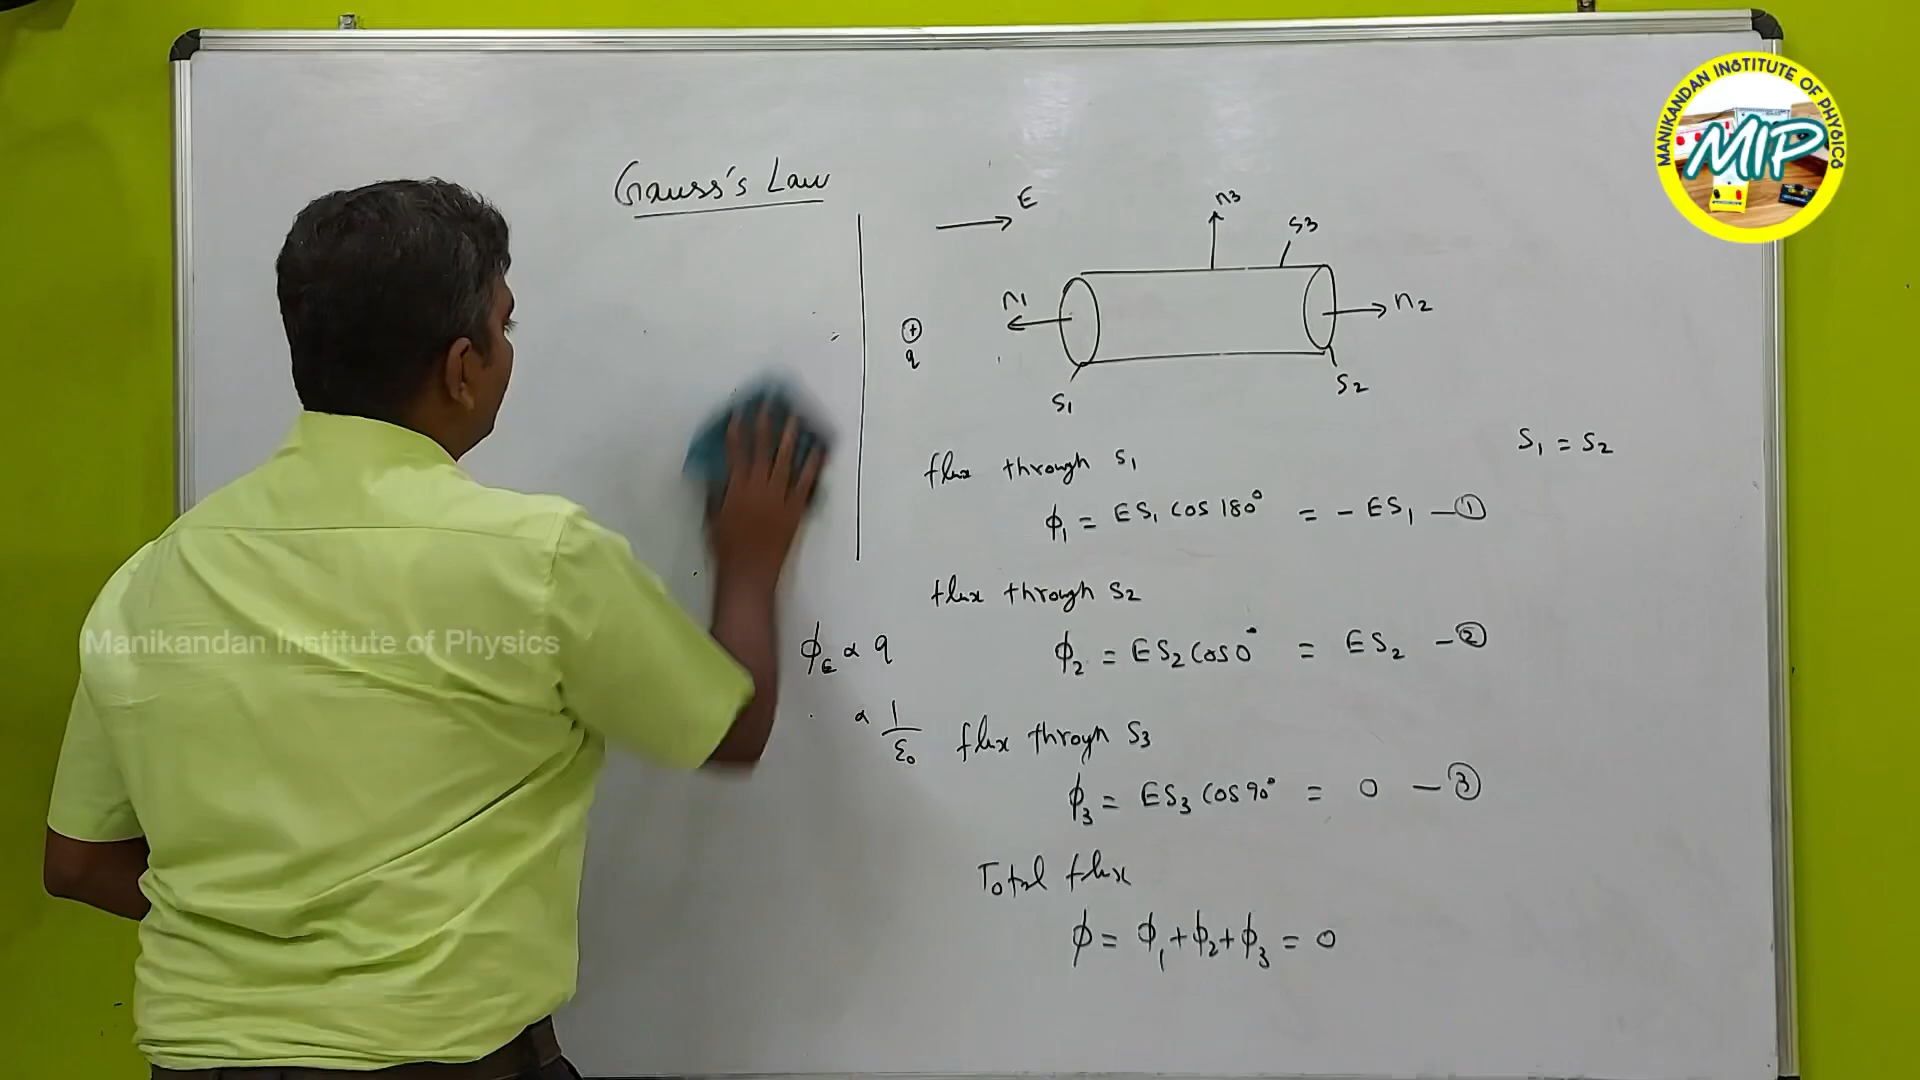 MANIKANDAN INSTITUTE OF PHYSICS
MIP
Gauss's Law
E
n3
S3
n1
n2
+
q
S1
S2
S1 = S2
flux through S1
ϕ1 = ES1 cos 180° = - ES1 — ①
flux through S2
ϕ2 = ES2 cos 0° = ES2 — ②
Manikandan Institute of Physics
ϕE ∝ q
∝ 1/ε0
flux throyh S3
ϕ3 = ES3 cos 90° = 0 — ③
Total flux
ϕ = ϕ1 + ϕ2 + ϕ3 = 0